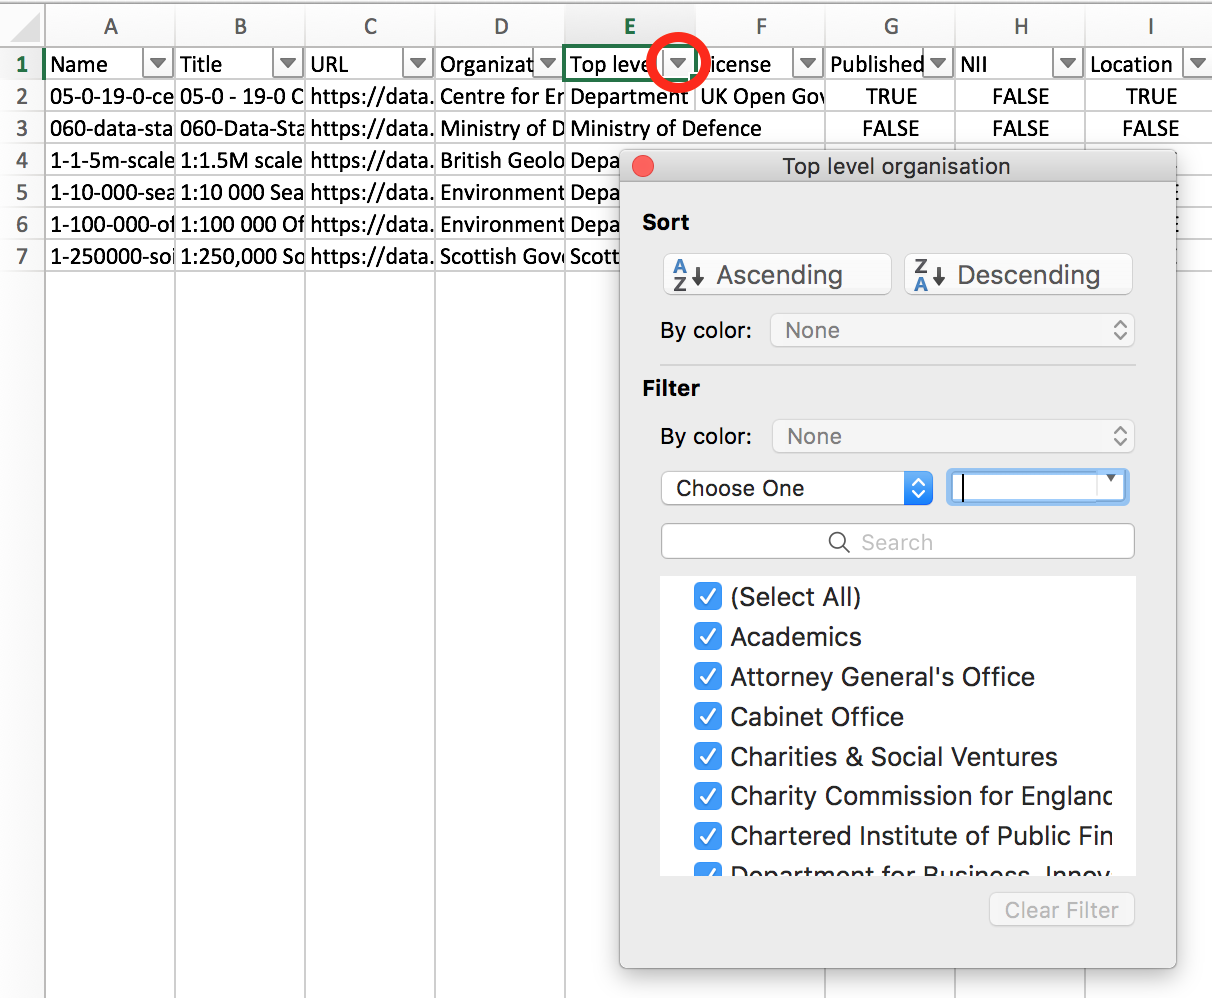 A B C D E F G H I
1 Name Title URL Organizat Top leve icense Published NII Location
2 05-0-19-0-ce 05-0 - 19-0 C https://data. Centre for Er Department UK Open Gov TRUE FALSE TRUE
3 060-data-sta 060-Data-Sta https://data. Ministry of D Ministry of Defence FALSE FALSE FALSE
4 1-1-5m-scale 1:1.5M scale https://data. British Geolo Depa
5 1-10-000-sea 1:10 000 Sea https://data. Environment Depa E
6 1-100-000-of 1:100 000 Of https://data. Environment Depa E
7 1-250000-soi 1:250,000 So https://data. Scottish Gove Scott
Top level organisation
Sort
A Z Ascending Z A Descending
By color: None
Filter
By color: None
Choose One
Search
(Select All)
Academics
Attorney General's Office
Cabinet Office
Charities & Social Ventures
Charity Commission for England
Chartered Institute of Public Fin
Department for Business, Innov
Clear Filter